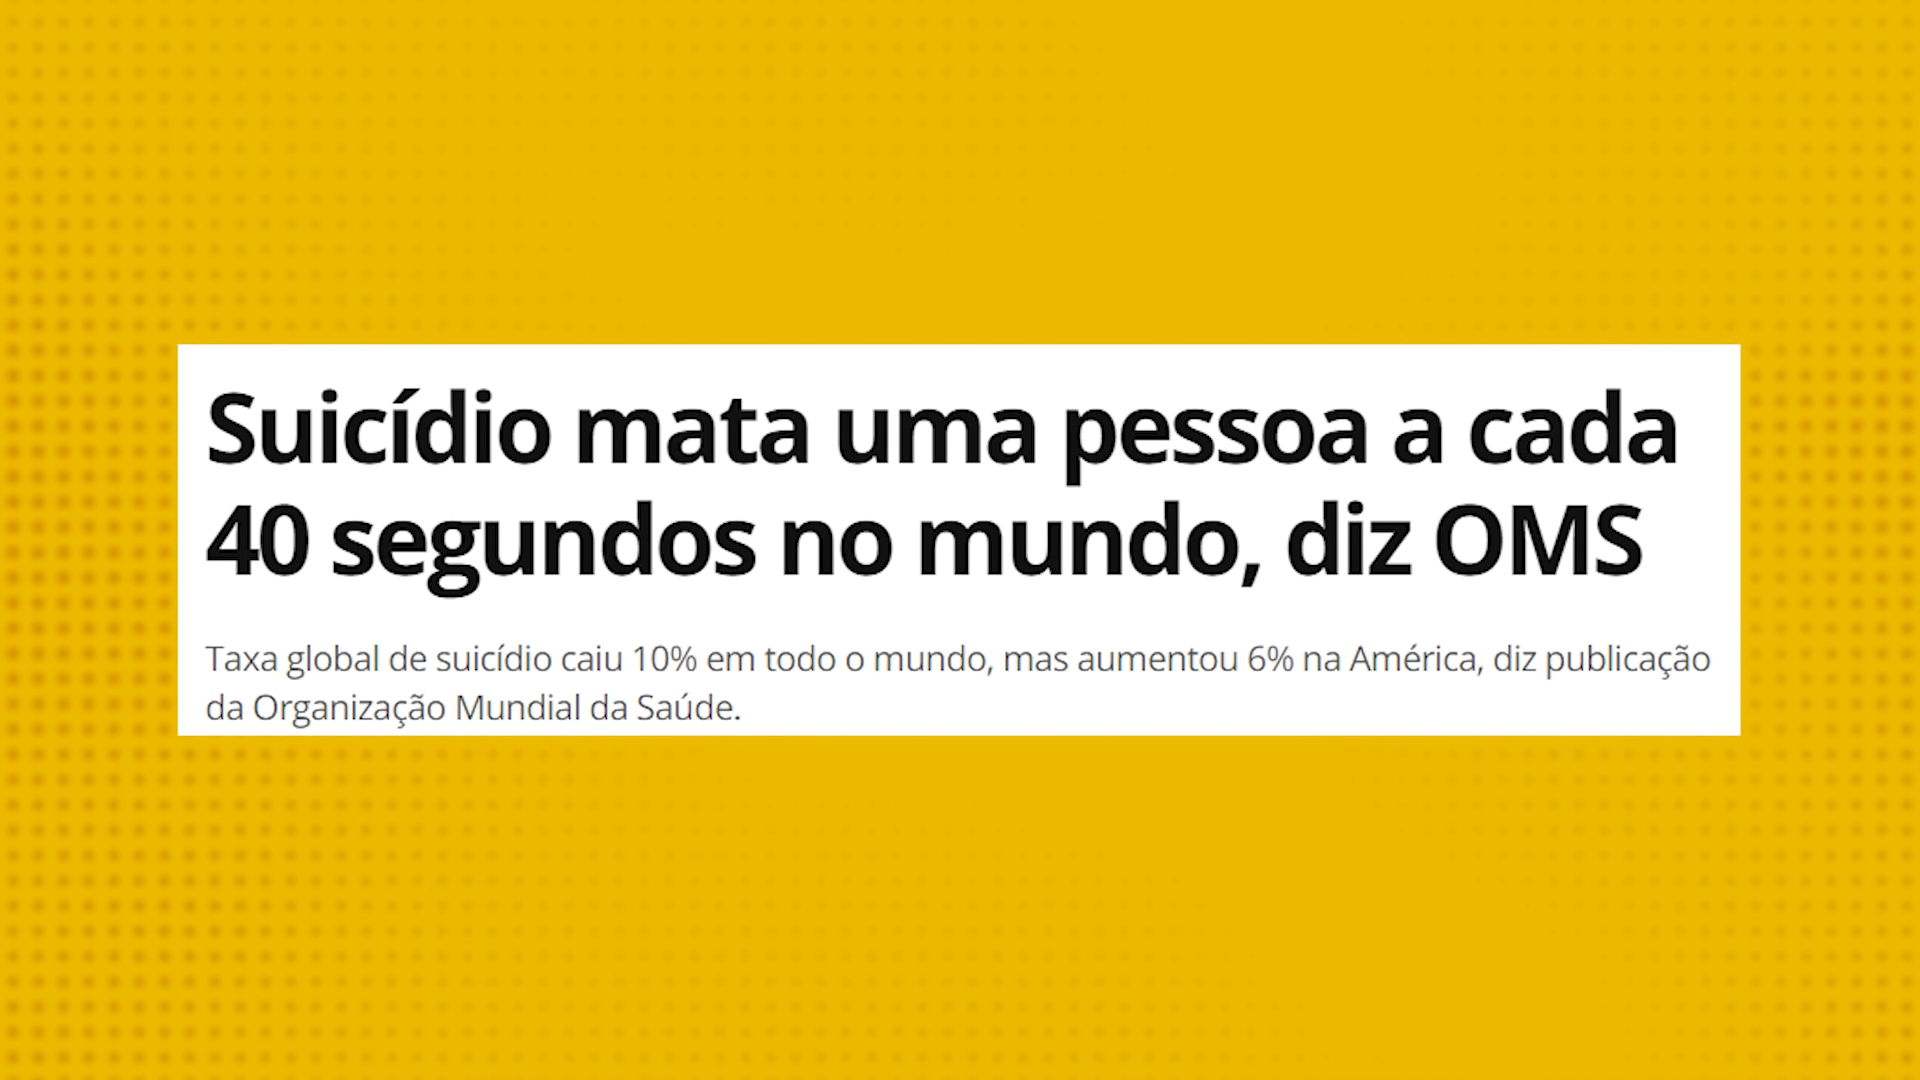 Suicídio mata uma pessoa a cada
40 segundos no mundo, diz OMS
Taxa global de suicídio caiu 10% em todo o mundo, mas aumentou 6% na América, diz publicação
da Organização Mundial da Saúde.